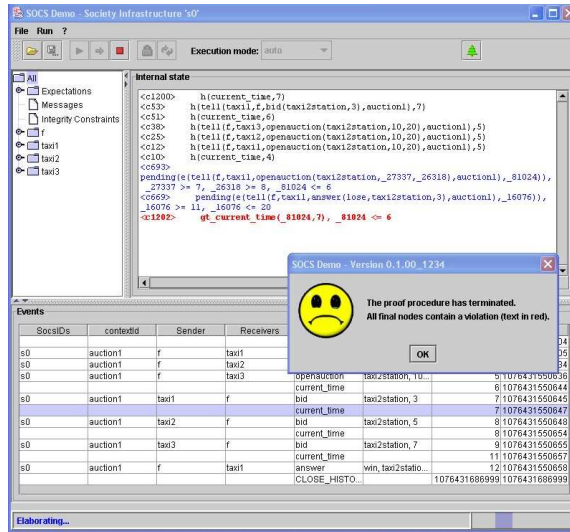 SOCS Demo - Society Infrastructure 's0'
File Run ?
Execution mode: auto
All
Expectations
Messages
Integrity Constraints
f
taxi1
taxi2
taxi3
Internal state
<c1200> h(current_time,7)
<c53> h(tell(taxi1,f,bid(taxi2station,3),auction1),7)
<c51> h(current_time,6)
<c38> h(tell(f,taxi3,openauction(taxi2station,10,20),auction1),5)
<c25> h(tell(f,taxi2,openauction(taxi2station,10,20),auction1),5)
<c12> h(tell(f,taxi1,openauction(taxi2station,10,20),auction1),5)
<c10> h(current_time,4)
<c693>
pending(e(tell(f,taxi1,openauction(taxi2station,_27337,_26318),auction1),_81024)),
_27337 >= 7, _26318 >= 8, _81024 <= 6
<c669> pending(e(tell(f,taxi1,answer(lose,taxi2station,3),auction1),_16076)),
_16076 >= 11, _16076 <= 20
<c1202> gt_current_time(_81024,7), _81024 <= 6
SOCS Demo - Version 0.1.00_1234
The proof procedure has terminated.
All final nodes contain a violation (text in red).
OK
Events
SocsIDs contextId Sender Receivers
04
s0 auction1 f taxi1 05
s0 auction1 f taxi2 34
s0 auction1 f taxi3 openauction taxi2station, 10... 5 1076431550636
current_time 6 1076431550644
s0 auction1 taxi1 f bid taxi2station, 3 7 1076431550645
current_time 7 1076431550647
s0 auction1 taxi2 f bid taxi2station, 5 8 1076431550648
current_time 8 1076431550654
s0 auction1 taxi3 f bid taxi2station, 7 9 1076431550655
current_time 11 1076431550657
s0 auction1 f taxi1 answer win, taxi2statio... 12 1076431550658
CLOSE_HISTO... 1076431686999 1076431686999
Elaborating...